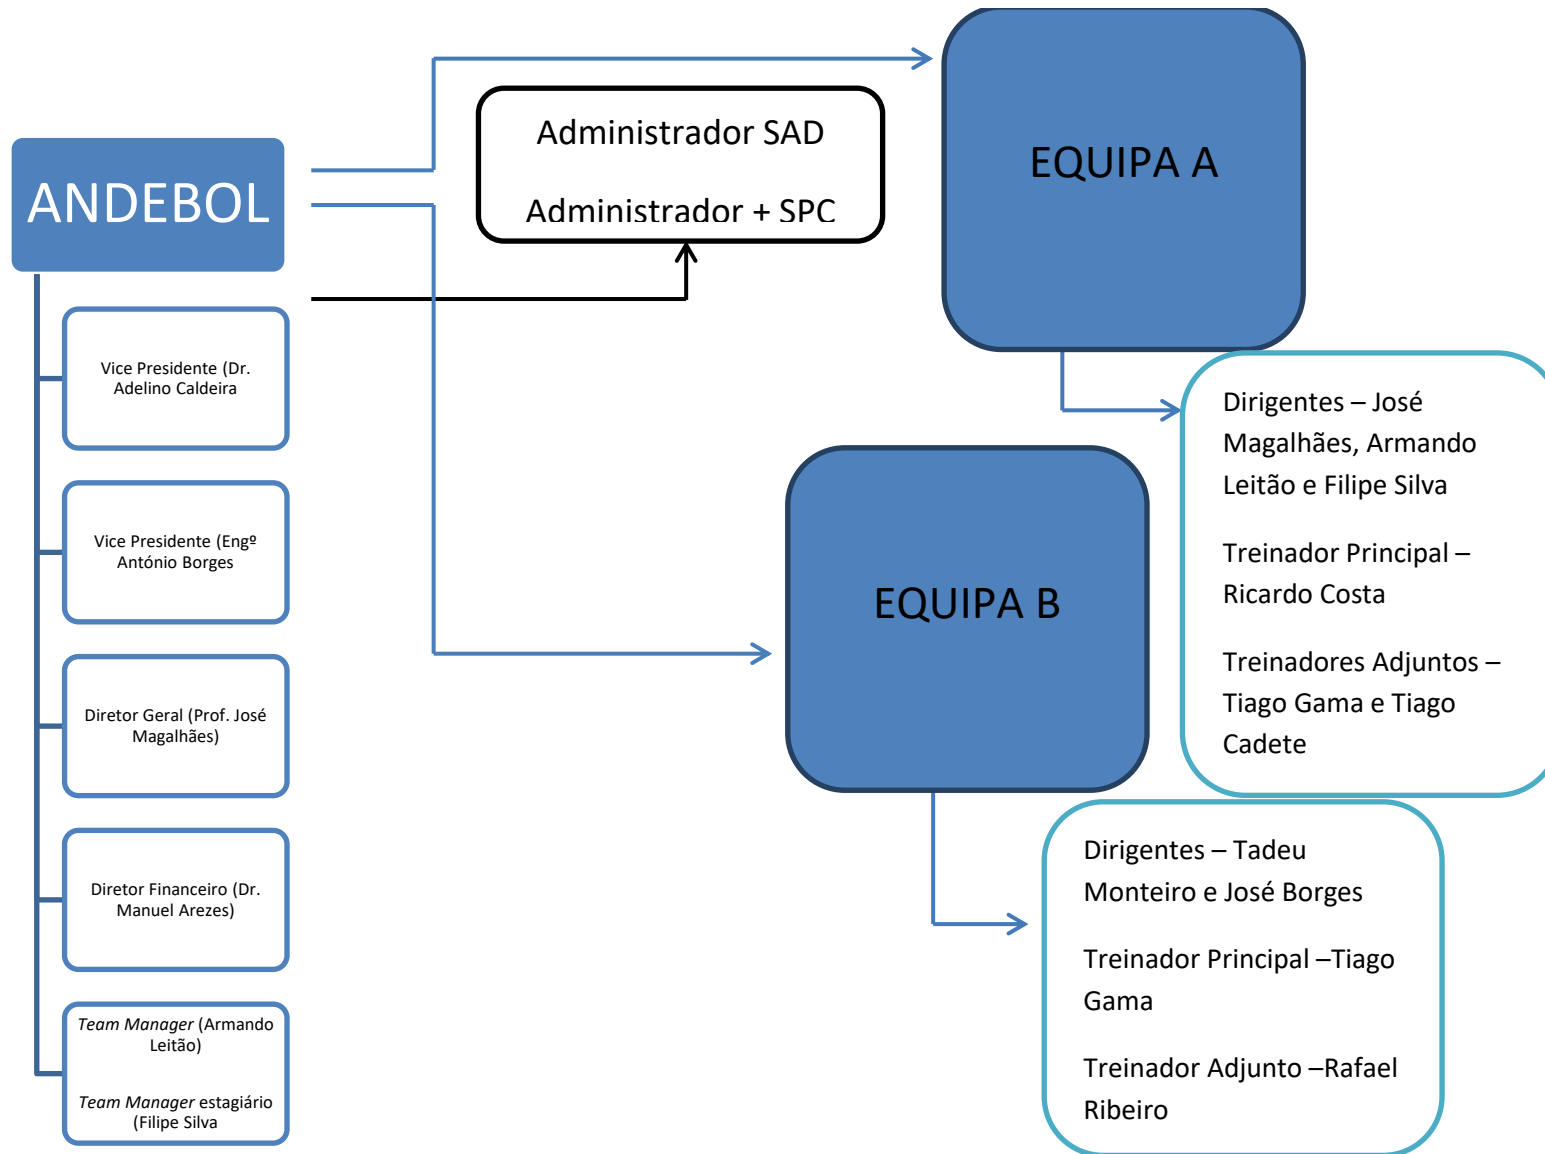 ANDEBOL
Vice Presidente (Dr.
Adelino Caldeira
Vice Presidente (Engº
António Borges
Diretor Geral (Prof. José
Magalhães)
Diretor Financeiro (Dr.
Manuel Arezes)
Team Manager (Armando
Leitão)
Team Manager estagiário
(Filipe Silva
Administrador SAD
Administrador + SPC
EQUIPA A
Dirigentes – José
Magalhães, Armando
Leitão e Filipe Silva
Treinador Principal –
Ricardo Costa
Treinadores Adjuntos –
Tiago Gama e Tiago
Cadete
EQUIPA B
Dirigentes – Tadeu
Monteiro e José Borges
Treinador Principal –Tiago
Gama
Treinador Adjunto –Rafael
Ribeiro